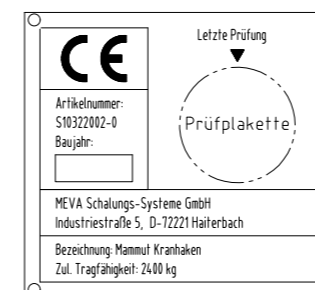 CE
Letzte Prüfung
Artikelnummer:
S10322002-0
Baujahr:
Prüfplakette
MEVA Schalungs-Systeme GmbH
Industriestraße 5, D-72221 Haiterbach
Bezeichnung: Mammut Kranhaken
Zul. Tragfähigkeit: 2400 kg